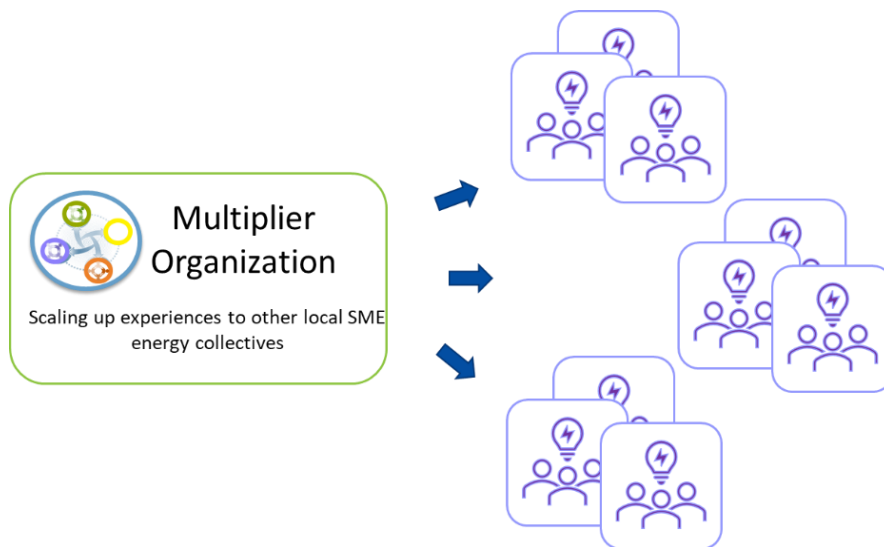 Multiplier
Organization
Scaling up experiences to other local SME
energy collectives